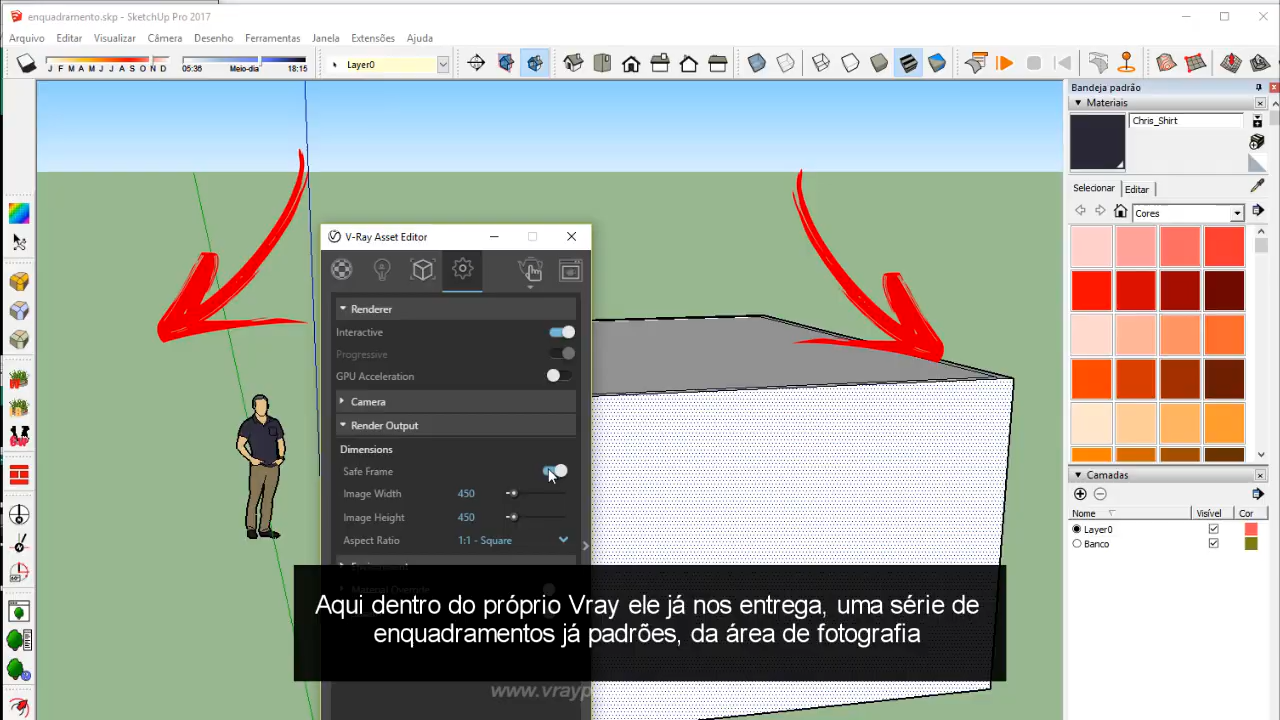 enquadramento.skp - SketchUp Pro 2017
Arquivo Editar Visualizar Câmera Desenho Ferramentas Janela Extensões Ajuda
J F M A M J J A S O N D
05:36 Meio-dia 18:15
Layer0
Bandeja padrão
Materiais
Chris_Shirt
Selecionar Editar
Cores
V-Ray Asset Editor
Renderer
Interactive
Progressive
GPU Acceleration
Camera
Render Output
Dimensions
Safe Frame
Image Width 450
Image Height 450
Aspect Ratio 1:1 - Square
Camadas
Nome Visível Cor
Layer0
Banco
Aqui dentro do próprio Vray ele já nos entrega, uma série de
enquadramentos já padrões, da área de fotografia